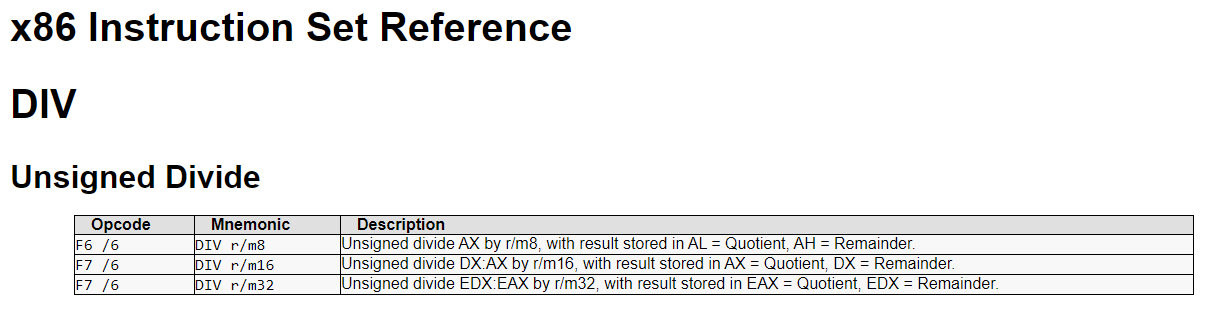 x86 Instruction Set Reference
DIV
Unsigned Divide
Opcode Mnemonic Description
F6 /6 DIV r/m8 Unsigned divide AX by r/m8, with result stored in AL = Quotient, AH = Remainder.
F7 /6 DIV r/m16 Unsigned divide DX:AX by r/m16, with result stored in AX = Quotient, DX = Remainder.
F7 /6 DIV r/m32 Unsigned divide EDX:EAX by r/m32, with result stored in EAX = Quotient, EDX = Remainder.